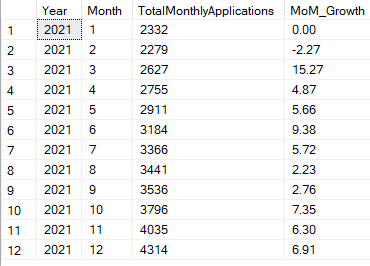 Year Month TotalMonthlyApplications MoM_Growth
1 2021 1 2332 0.00
2 2021 2 2279 -2.27
3 2021 3 2627 15.27
4 2021 4 2755 4.87
5 2021 5 2911 5.66
6 2021 6 3184 9.38
7 2021 7 3366 5.72
8 2021 8 3441 2.23
9 2021 9 3536 2.76
10 2021 10 3796 7.35
11 2021 11 4035 6.30
12 2021 12 4314 6.91